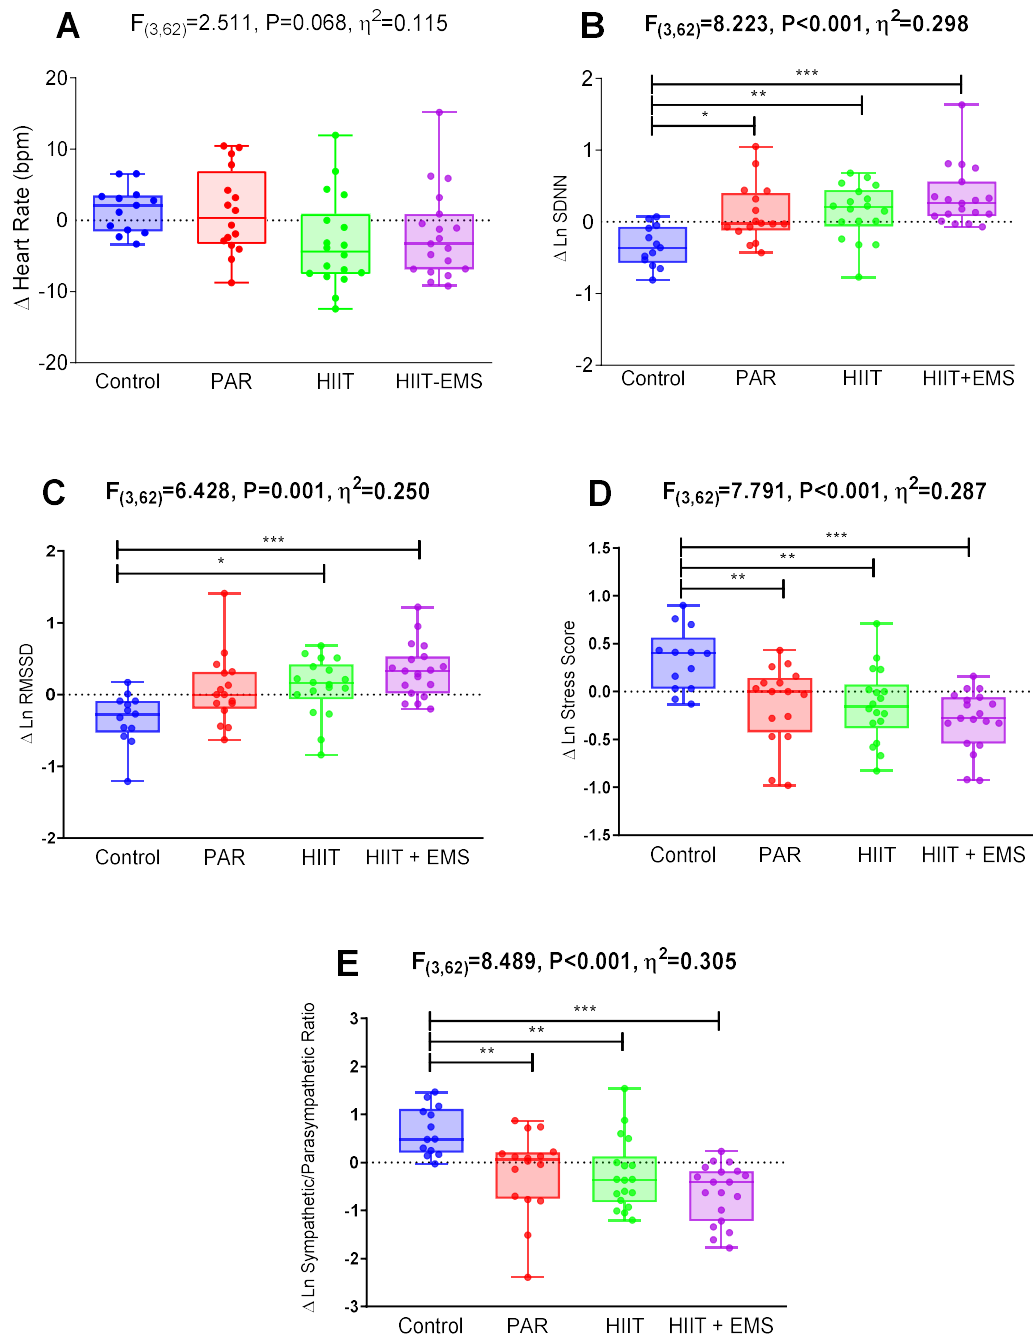 A F(3,62)=2.511, P=0.068, η²=0.115
Δ Heart Rate (bpm)
20
10
0
-10
-20
Control PAR HIIT HIIT-EMS
B F(3,62)=8.223, P<0.001, η²=0.298
Δ Ln SDNN
2
1
0
-1
-2
***
**
*
Control PAR HIIT HIIT+EMS
C F(3,62)=6.428, P=0.001, η²=0.250
Δ Ln RMSSD
2
1
0
-1
-2
***
*
Control PAR HIIT HIIT + EMS
D F(3,62)=7.791, P<0.001, η²=0.287
Δ Ln Stress Score
1.5
1.0
0.5
0.0
-0.5
-1.0
-1.5
***
**
**
Control PAR HIIT HIIT + EMS
E F(3,62)=8.489, P<0.001, η²=0.305
Δ Ln Sympathetic/Parasympathetic Ratio
3
2
1
0
-1
-2
-3
***
**
**
Control PAR HIIT HIIT + EMS